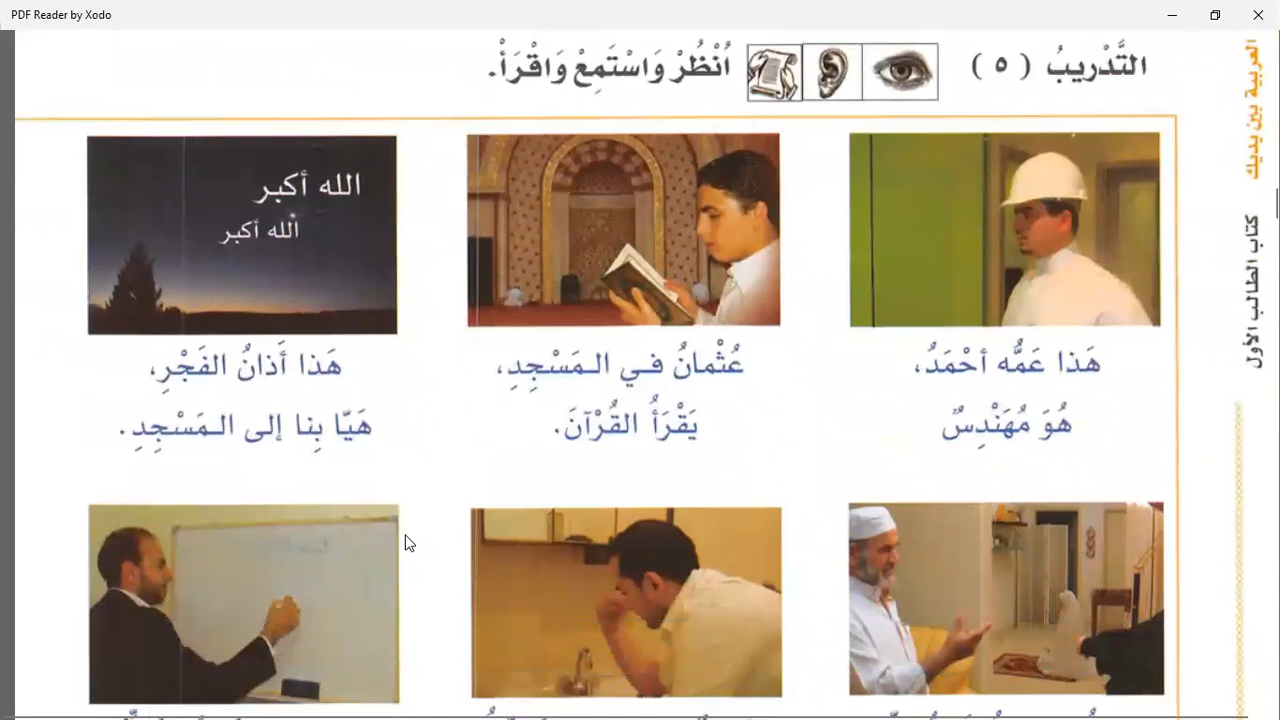 PDF Reader by Xodo
التَّدْرِيبُ ( ٥ ) اُنْظُرْ وَاسْتَمِعْ وَاقْرَأْ.
العربية بين يديك
كتاب الطالب الأول
الله أكبر
الله أكبر
هَذا عَمُّه أحْمَدُ،
هُوَ مُهَنْدِسٌ
عُثْمانُ في المَسْجِدِ،
يَقْرَأُ القُرْآنَ.
هَذا أَذانُ الفَجْرِ،
هَيّا بِنا إلى المَسْجِدِ.